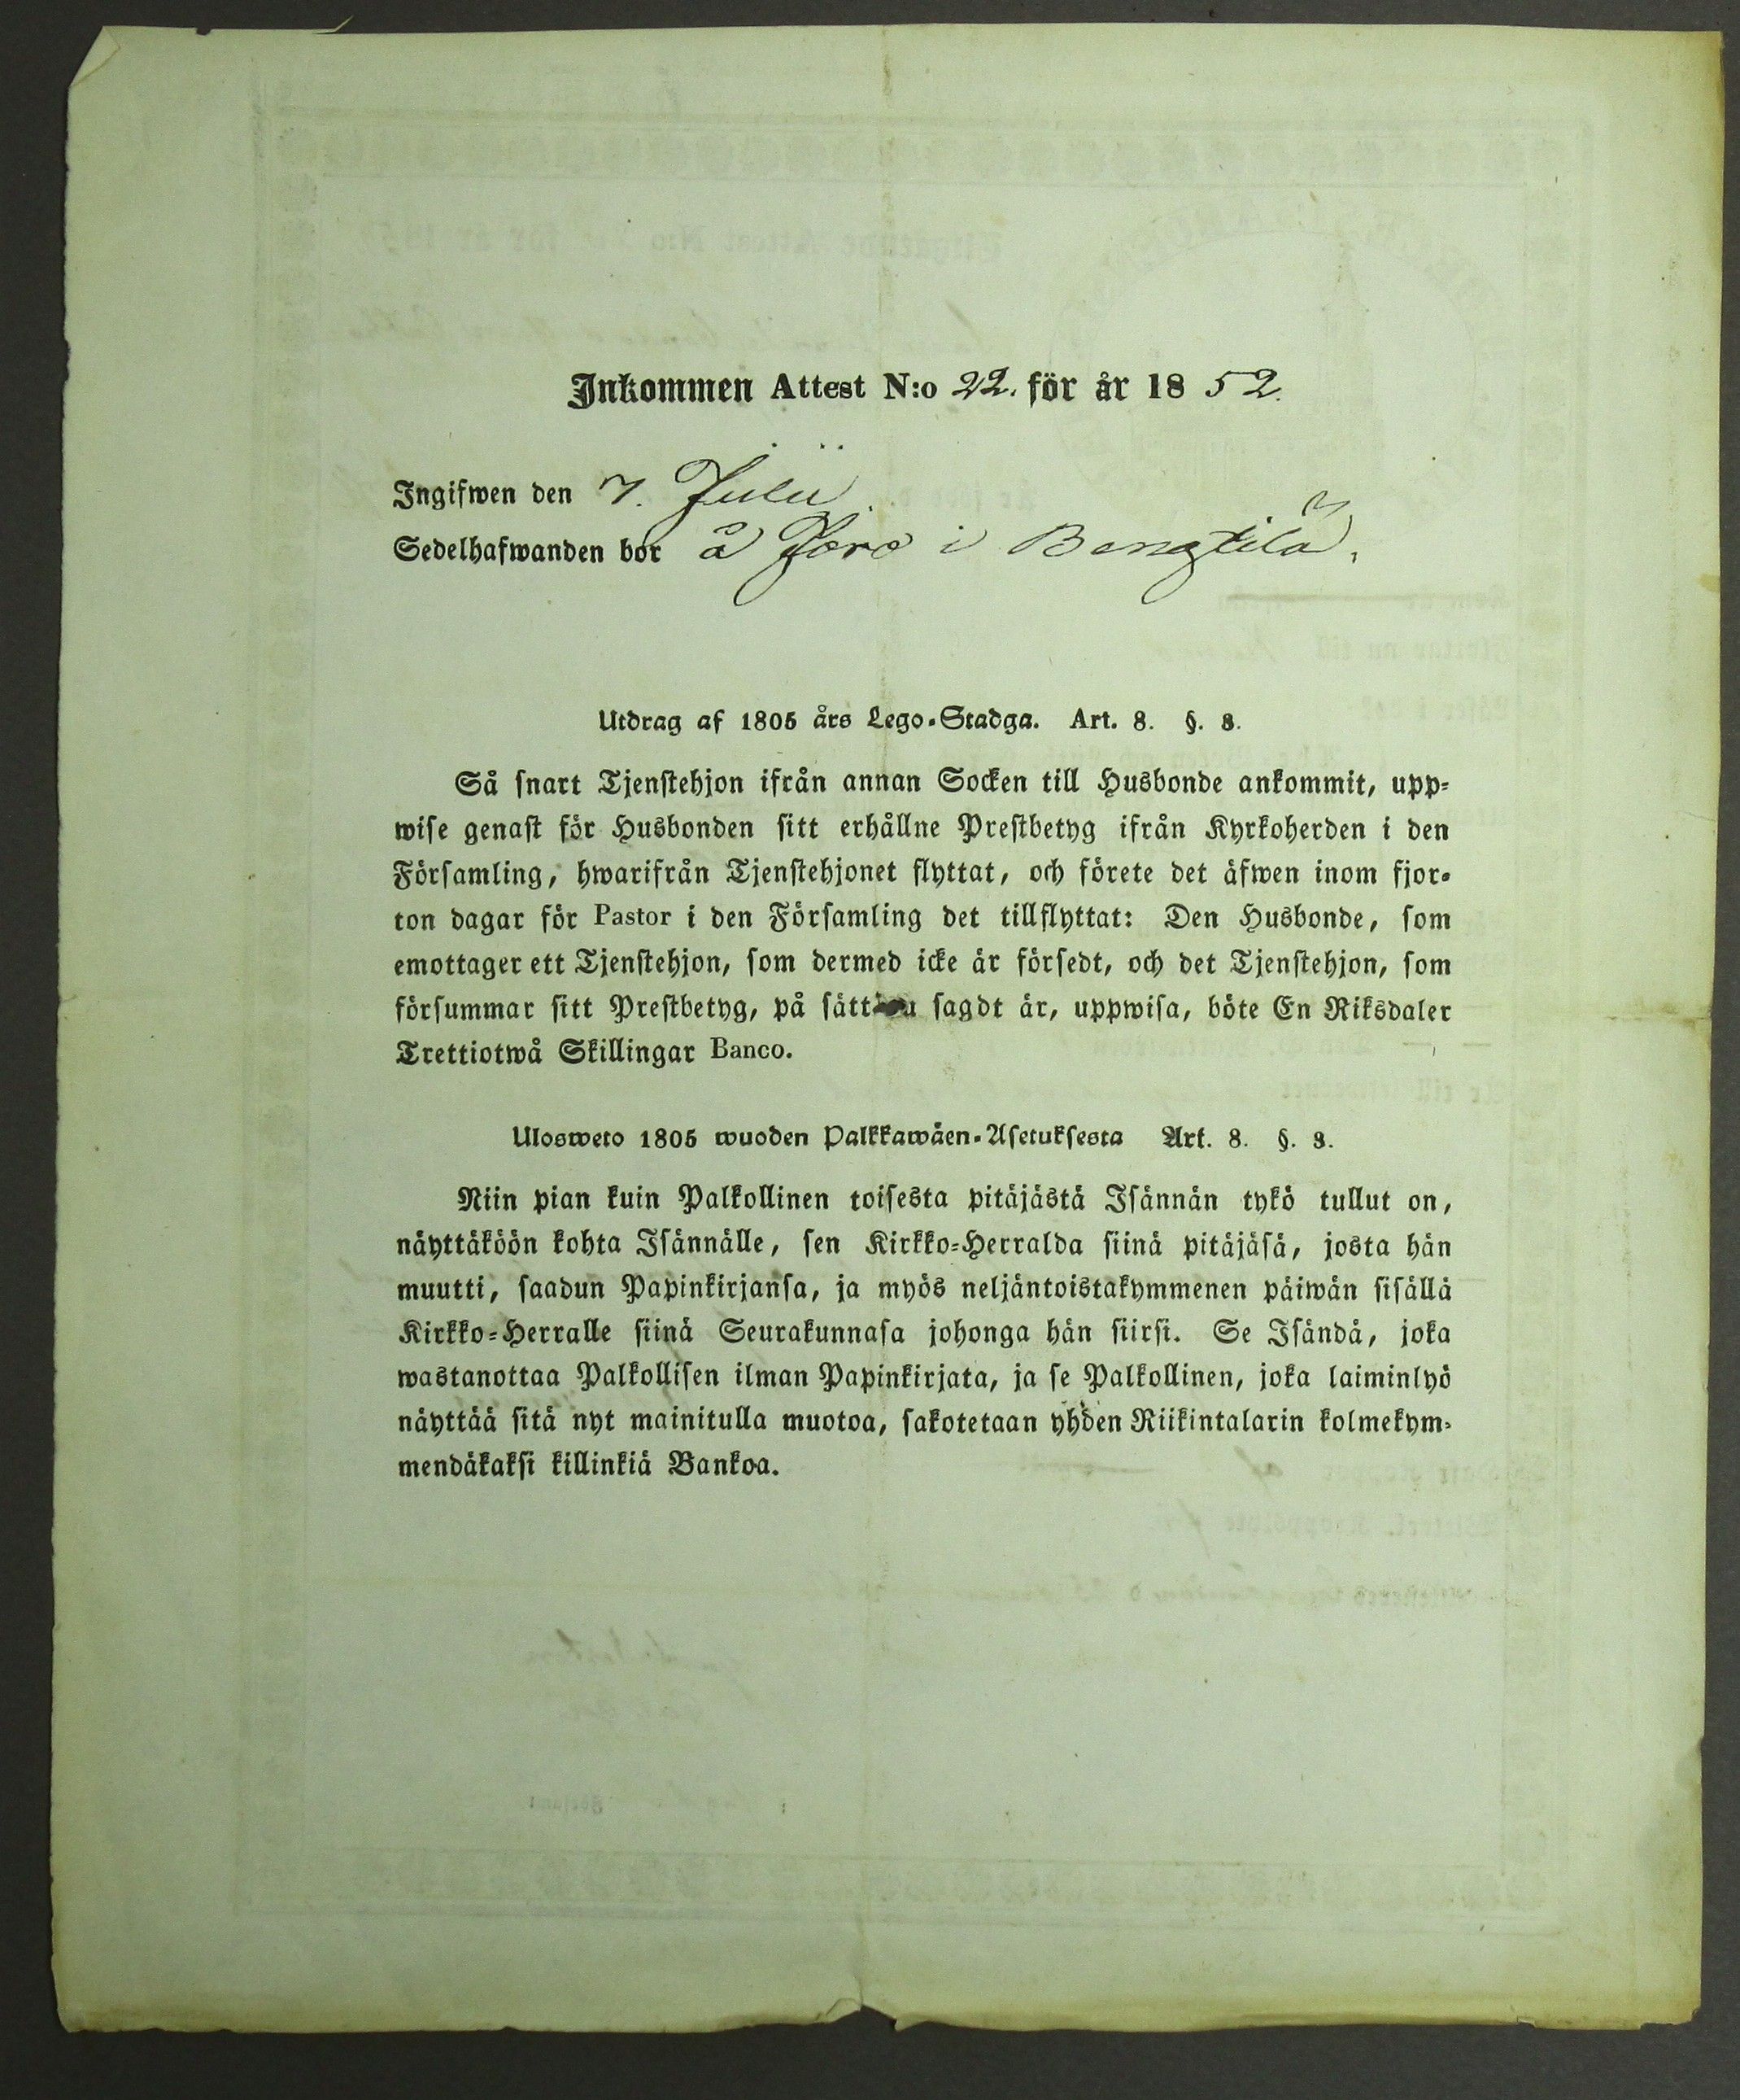 Inkommen Attest N:o 22. för år 1852.
Ingifwen den 7. Julii
Sedelhafwanden bor å Jers i Bengtilä.
Utdrag af 1805 års Lego-Stadga. Art. 8. §. 3.
Så snart Tjenstehjon ifrån annan Socken till Husbonde ankommit, upp-
wise genast för Husbonden sitt erhållne Prestbetyg ifrån Kyrkoherden i den
Församling, hwarifrån Tjenstehjonet flyttat, och förete det äfwen inom fjor-
ton dagar för Pastor i den Församling det tillflyttat: Den Husbonde, som
emottager ett Tjenstehjon, som dermed icke är försedt, och det Tjenstehjon, som
försummar sitt Prestbetyg, på sätt nu sagdt är, uppwisa, böte En Riksdaler
Trettiotwå Skillingar Banco.
Ulosweto 1805 wuoden Palkkawäen-Asetuksesta Art. 8. §. 3.
Niin pian kuin Palkollinen toisesta pitäjästä Isännän tykö tullut on,
näyttäköön kohta Isännälle, sen Kirkko-Herralda siinä pitäjäsä, josta hän
muutti, saadun Papinkirjansa, ja myös neljäntoistakymmenen päiwän sisällä
Kirkko-Herralle siinä Seurakunnasa johonga hän siirsi. Se Isändä, joka
wastanottaa Palkollisen ilman Papinkirjata, ja se Palkollinen, joka laiminlyö
näyttää sitä nyt mainitulla muotoa, sakotetaan yhden Riikintalarin kolmekym-
mendäkaksi killinkiä Bankoa.